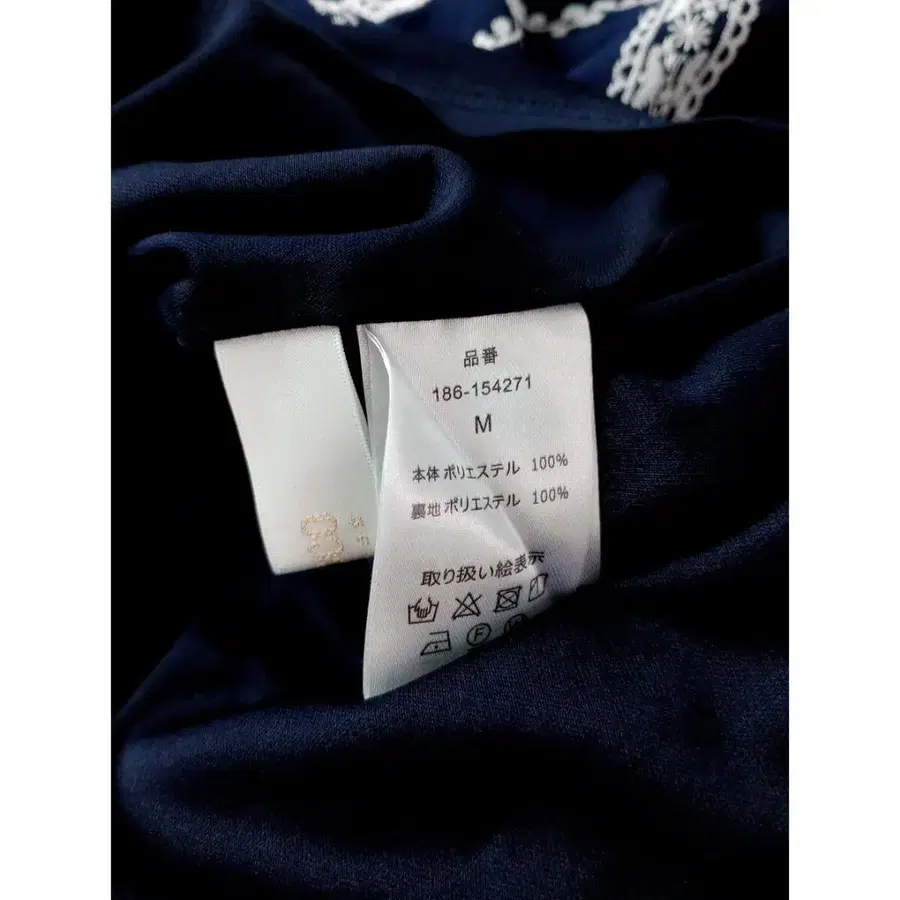 品番
186-154271
M
本体 ポリエステル 100%
裏地 ポリエステル 100%
取り扱い絵表示
F